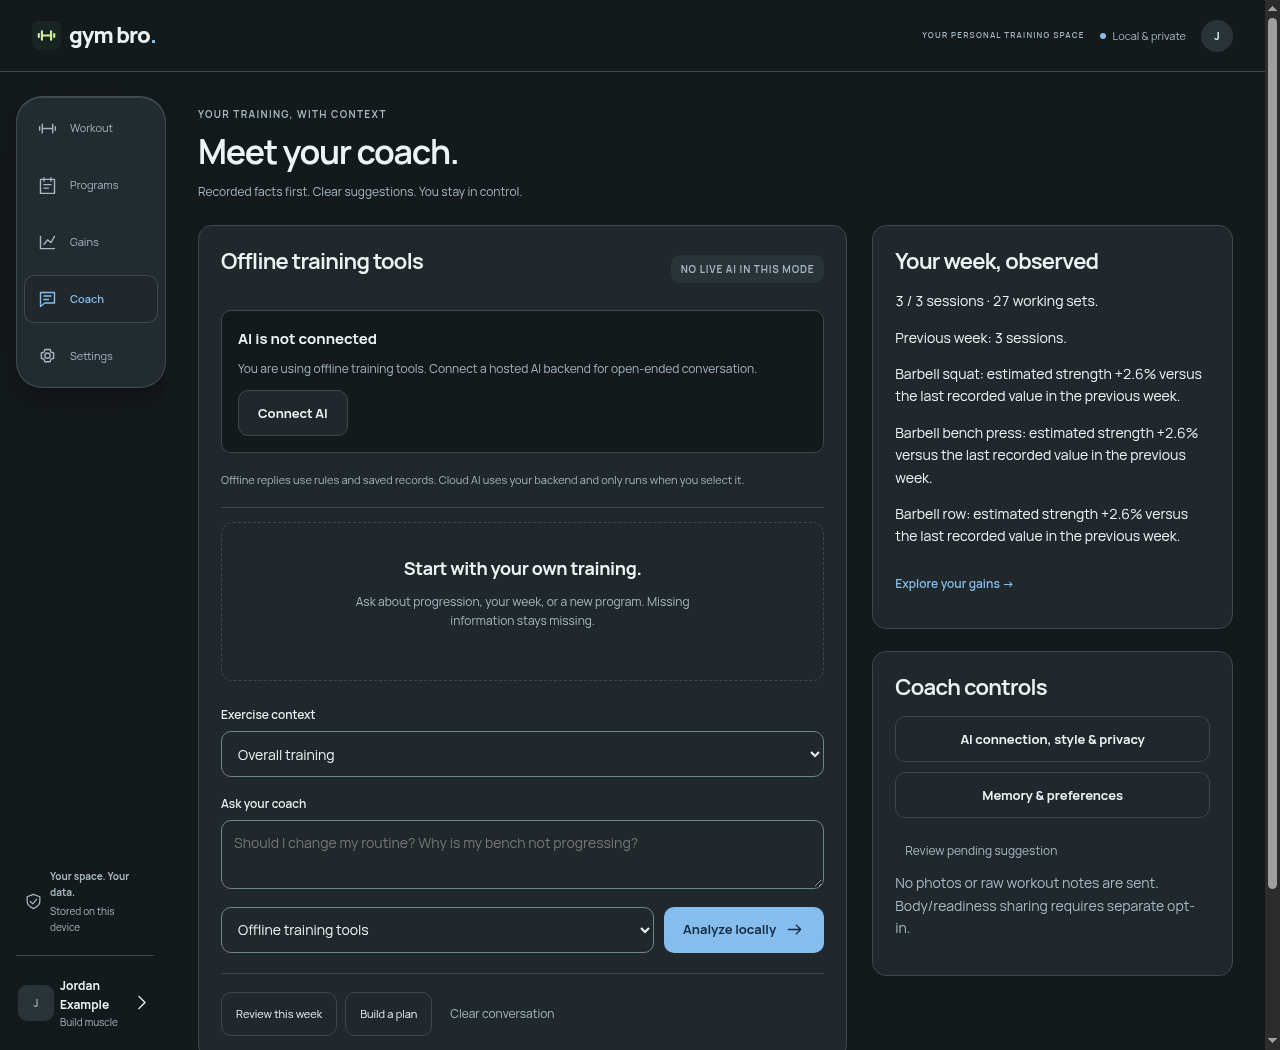 gym bro.
YOUR PERSONAL TRAINING SPACE
Local & private
J
Workout
Programs
Gains
Coach
Settings
Your space. Your
data.
Stored on this
device
J
Jordan
Example
Build muscle
YOUR TRAINING, WITH CONTEXT
Meet your coach.
Recorded facts first. Clear suggestions. You stay in control.
Offline training tools
NO LIVE AI IN THIS MODE
AI is not connected
You are using offline training tools. Connect a hosted AI backend for open-ended conversation.
Connect AI
Offline replies use rules and saved records. Cloud AI uses your backend and only runs when you select it.
Start with your own training.
Ask about progression, your week, or a new program. Missing
information stays missing.
Exercise context
Overall training
Ask your coach
Should I change my routine? Why is my bench not progressing?
Offline training tools
Analyze locally →
Review this week
Build a plan
Clear conversation
Your week, observed
3 / 3 sessions · 27 working sets.
Previous week: 3 sessions.
Barbell squat: estimated strength +2.6% versus
the last recorded value in the previous week.
Barbell bench press: estimated strength +2.6%
versus the last recorded value in the previous
week.
Barbell row: estimated strength +2.6% versus
the last recorded value in the previous week.
Explore your gains →
Coach controls
AI connection, style & privacy
Memory & preferences
Review pending suggestion
No photos or raw workout notes are sent.
Body/readiness sharing requires separate opt-
in.